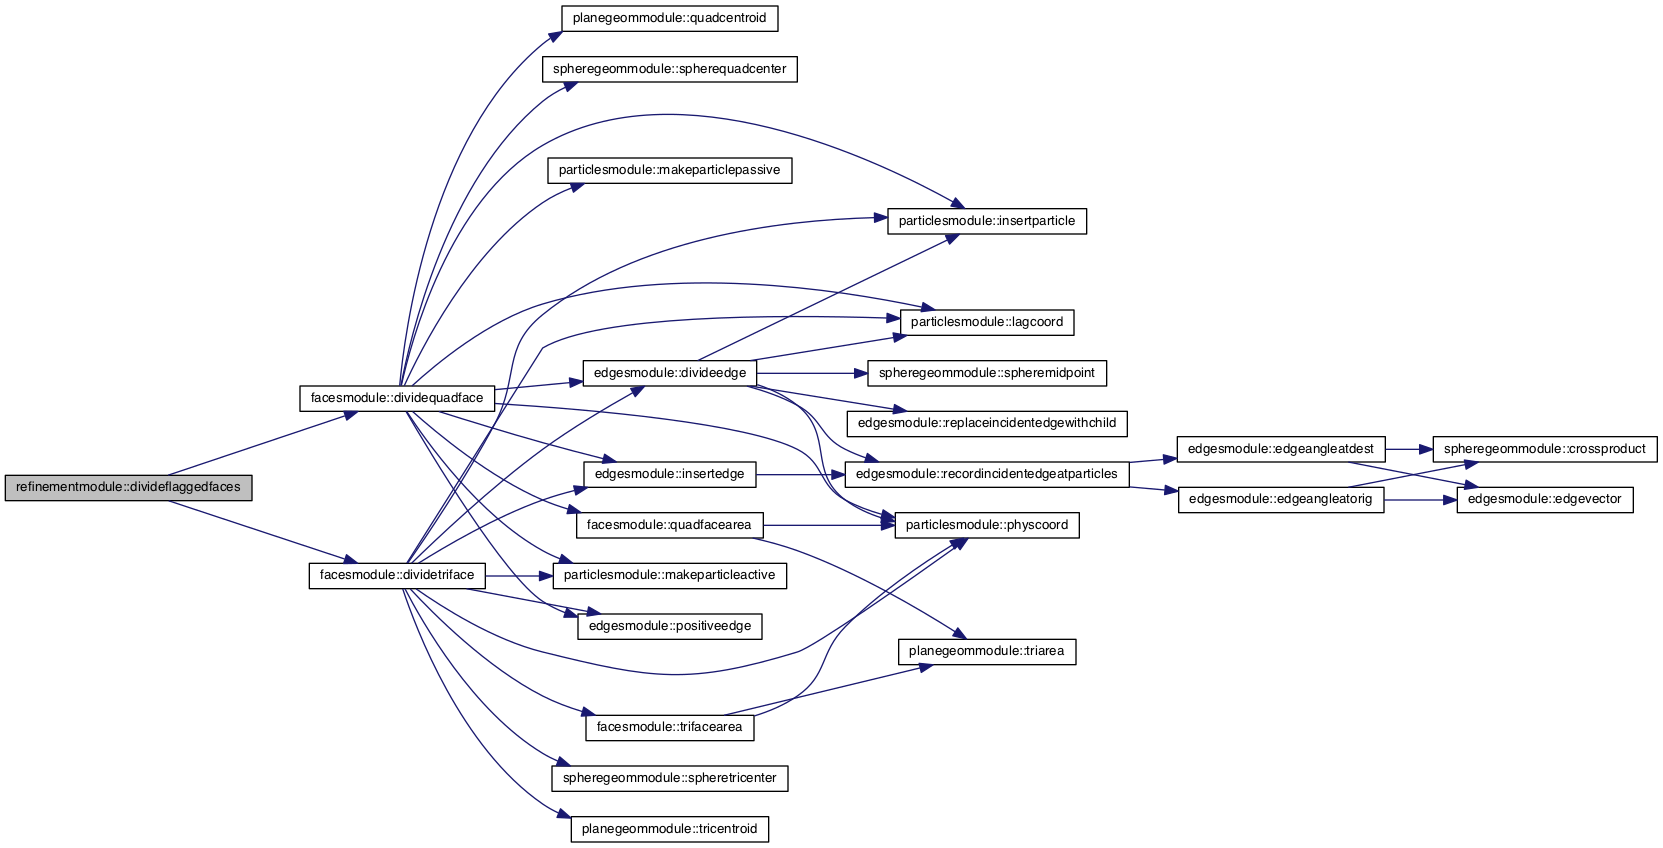 planegeommodule::quadcentroid
spheregeommodule::spherequadcenter
particlesmodule::makeparticlepassive
particlesmodule::insertparticle
particlesmodule::lagcoord
edgesmodule::divideedge
spheregeommodule::spheremidpoint
facesmodule::dividequadface
edgesmodule::replaceincidentedgewithchild
edgesmodule::edgeangleatdest
spheregeommodule::crossproduct
refinementmodule::divideflaggedfaces
edgesmodule::insertedge
edgesmodule::recordincidentedgeatparticles
edgesmodule::edgeangleatorig
edgesmodule::edgevector
facesmodule::quadfacearea
particlesmodule::physcoord
facesmodule::dividetriface
particlesmodule::makeparticleactive
edgesmodule::positiveedge
planegeommodule::triarea
facesmodule::trifacearea
spheregeommodule::spheretricenter
planegeommodule::tricentroid